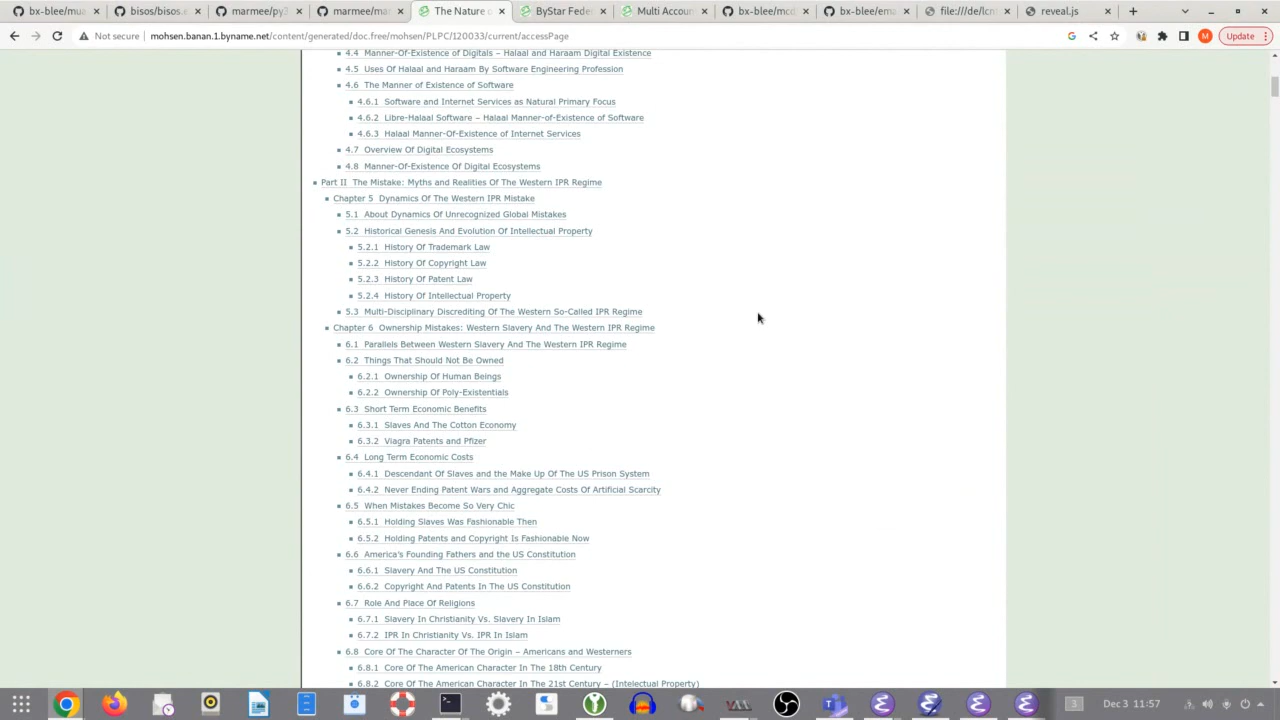 bx-blee/mua
bisos/bisos.e
marmee/py3
marmee/mar
The Nature o
ByStar Feder
Multi Accoun
bx-blee/mcd
bx-blee/ema
file:///de/cnt
reveal.js
Not secure mohsen.banan.1.byname.net/content/generated/doc.free/mohsen/PLPC/120033/current/accessPage
M Update
4.4 Manner-Of-Existence of Digitals – Halaal and Haraam Digital Existence
4.5 Uses Of Halaal and Haraam By Software Engineering Profession
4.6 The Manner of Existence of Software
4.6.1 Software and Internet Services as Natural Primary Focus
4.6.2 Libre-Halaal Software – Halaal Manner-of-Existence of Software
4.6.3 Halaal Manner-Of-Existence of Internet Services
4.7 Overview Of Digital Ecosystems
4.8 Manner-Of-Existence Of Digital Ecosystems
Part II The Mistake: Myths and Realities Of The Western IPR Regime
Chapter 5 Dynamics Of The Western IPR Mistake
5.1 About Dynamics Of Unrecognized Global Mistakes
5.2 Historical Genesis And Evolution Of Intellectual Property
5.2.1 History Of Trademark Law
5.2.2 History Of Copyright Law
5.2.3 History Of Patent Law
5.2.4 History Of Intellectual Property
5.3 Multi-Disciplinary Discrediting Of The Western So-Called IPR Regime
Chapter 6 Ownership Mistakes: Western Slavery And The Western IPR Regime
6.1 Parallels Between Western Slavery And The Western IPR Regime
6.2 Things That Should Not Be Owned
6.2.1 Ownership Of Human Beings
6.2.2 Ownership Of Poly-Existentials
6.3 Short Term Economic Benefits
6.3.1 Slaves And The Cotton Economy
6.3.2 Viagra Patents and Pfizer
6.4 Long Term Economic Costs
6.4.1 Descendant Of Slaves and the Make Up Of The US Prison System
6.4.2 Never Ending Patent Wars and Aggregate Costs Of Artificial Scarcity
6.5 When Mistakes Become So Very Chic
6.5.1 Holding Slaves Was Fashionable Then
6.5.2 Holding Patents and Copyright Is Fashionable Now
6.6 America's Founding Fathers and the US Constitution
6.6.1 Slavery And The US Constitution
6.6.2 Copyright And Patents In The US Constitution
6.7 Role And Place Of Religions
6.7.1 Slavery In Christianity Vs. Slavery In Islam
6.7.2 IPR In Christianity Vs. IPR In Islam
6.8 Core Of The Character Of The Origin – Americans and Westerners
6.8.1 Core Of The American Character In The 18th Century
6.8.2 Core Of The American Character In The 21st Century – (Intelectual Property)
3 Dec 3 11:57